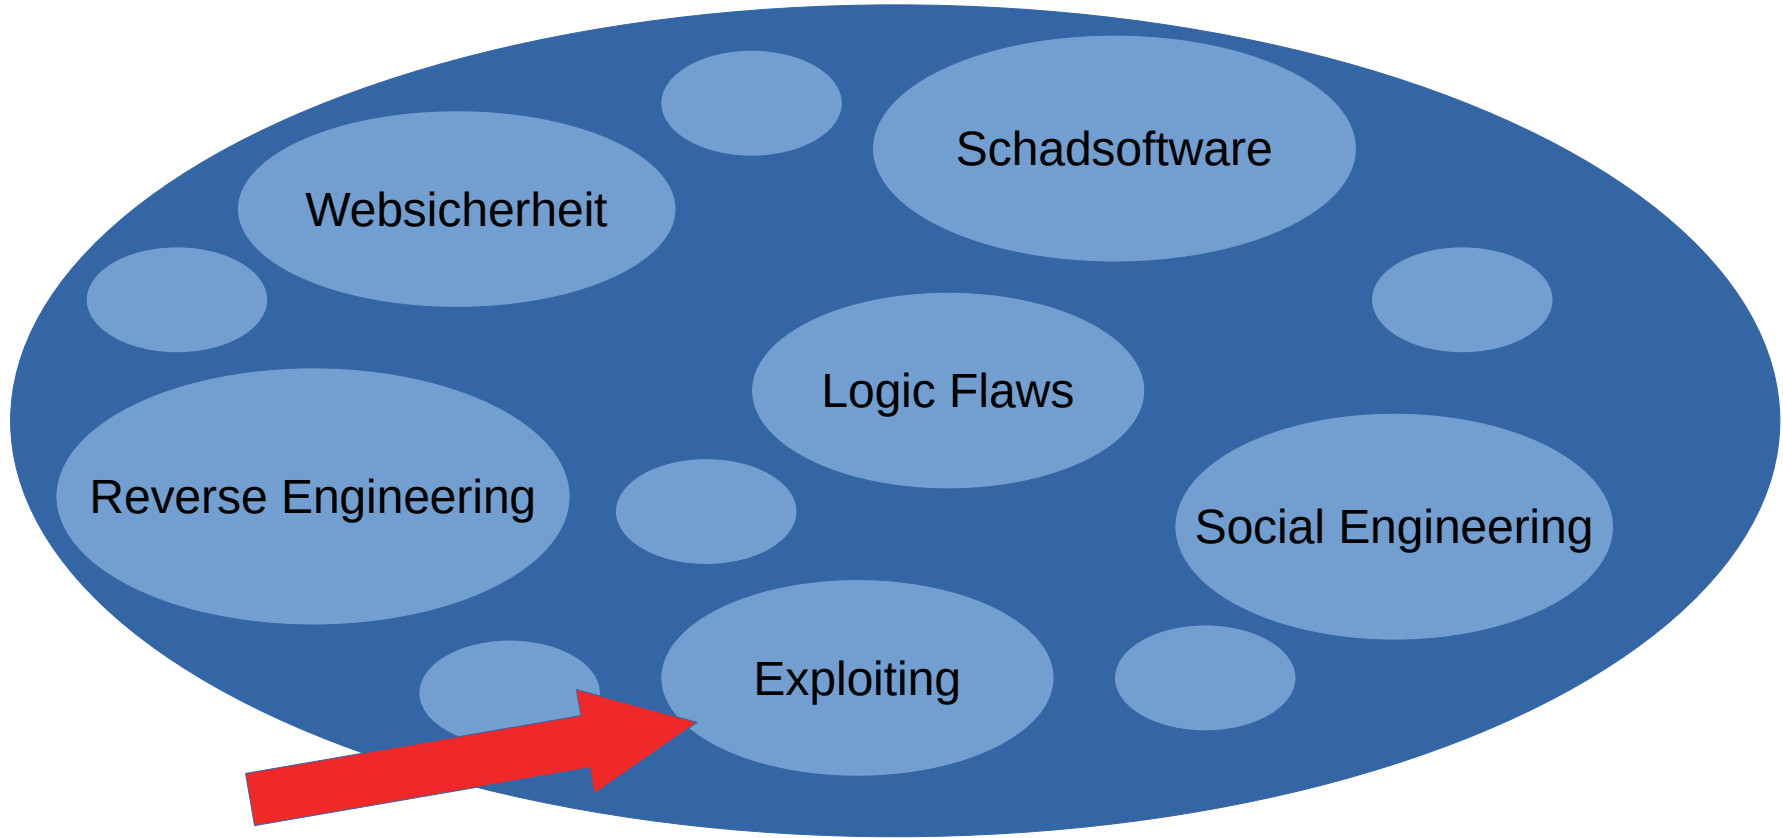 Schadsoftware
Websicherheit
Logic Flaws
Reverse Engineering
Social Engineering
Exploiting